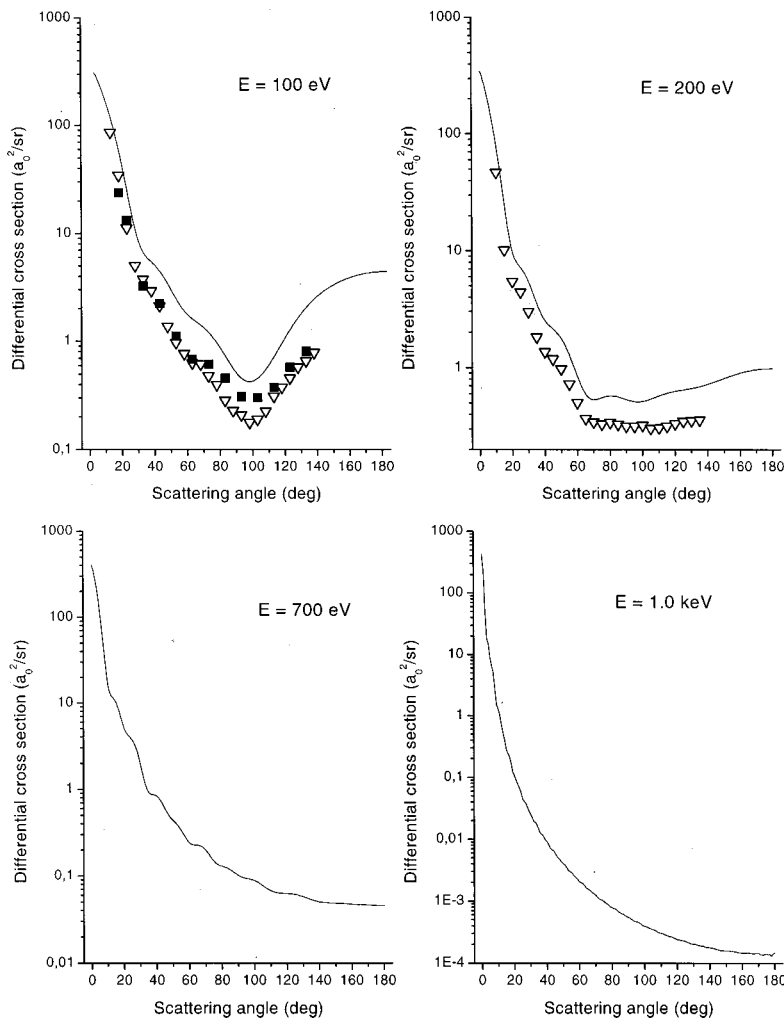 1000
100
10
1
0,1
Differential cross section (a₀²/sr)
E = 100 eV
0 20 40 60 80 100 120 140 160 180
Scattering angle (deg)
1000
100
10
1
Differential cross section (a₀²/sr)
E = 200 eV
0 20 40 60 80 100 120 140 160 180
Scattering angle (deg)
1000
100
10
1
0,1
0,01
Differential cross section (a₀²/sr)
E = 700 eV
0 20 40 60 80 100 120 140 160 180
Scattering angle (deg)
1000
100
10
1
0,1
0,01
1E-3
1E-4
Differential cross section (a₀²/sr)
E = 1.0 keV
0 20 40 60 80 100 120 140 160 180
Scattering angle (deg)